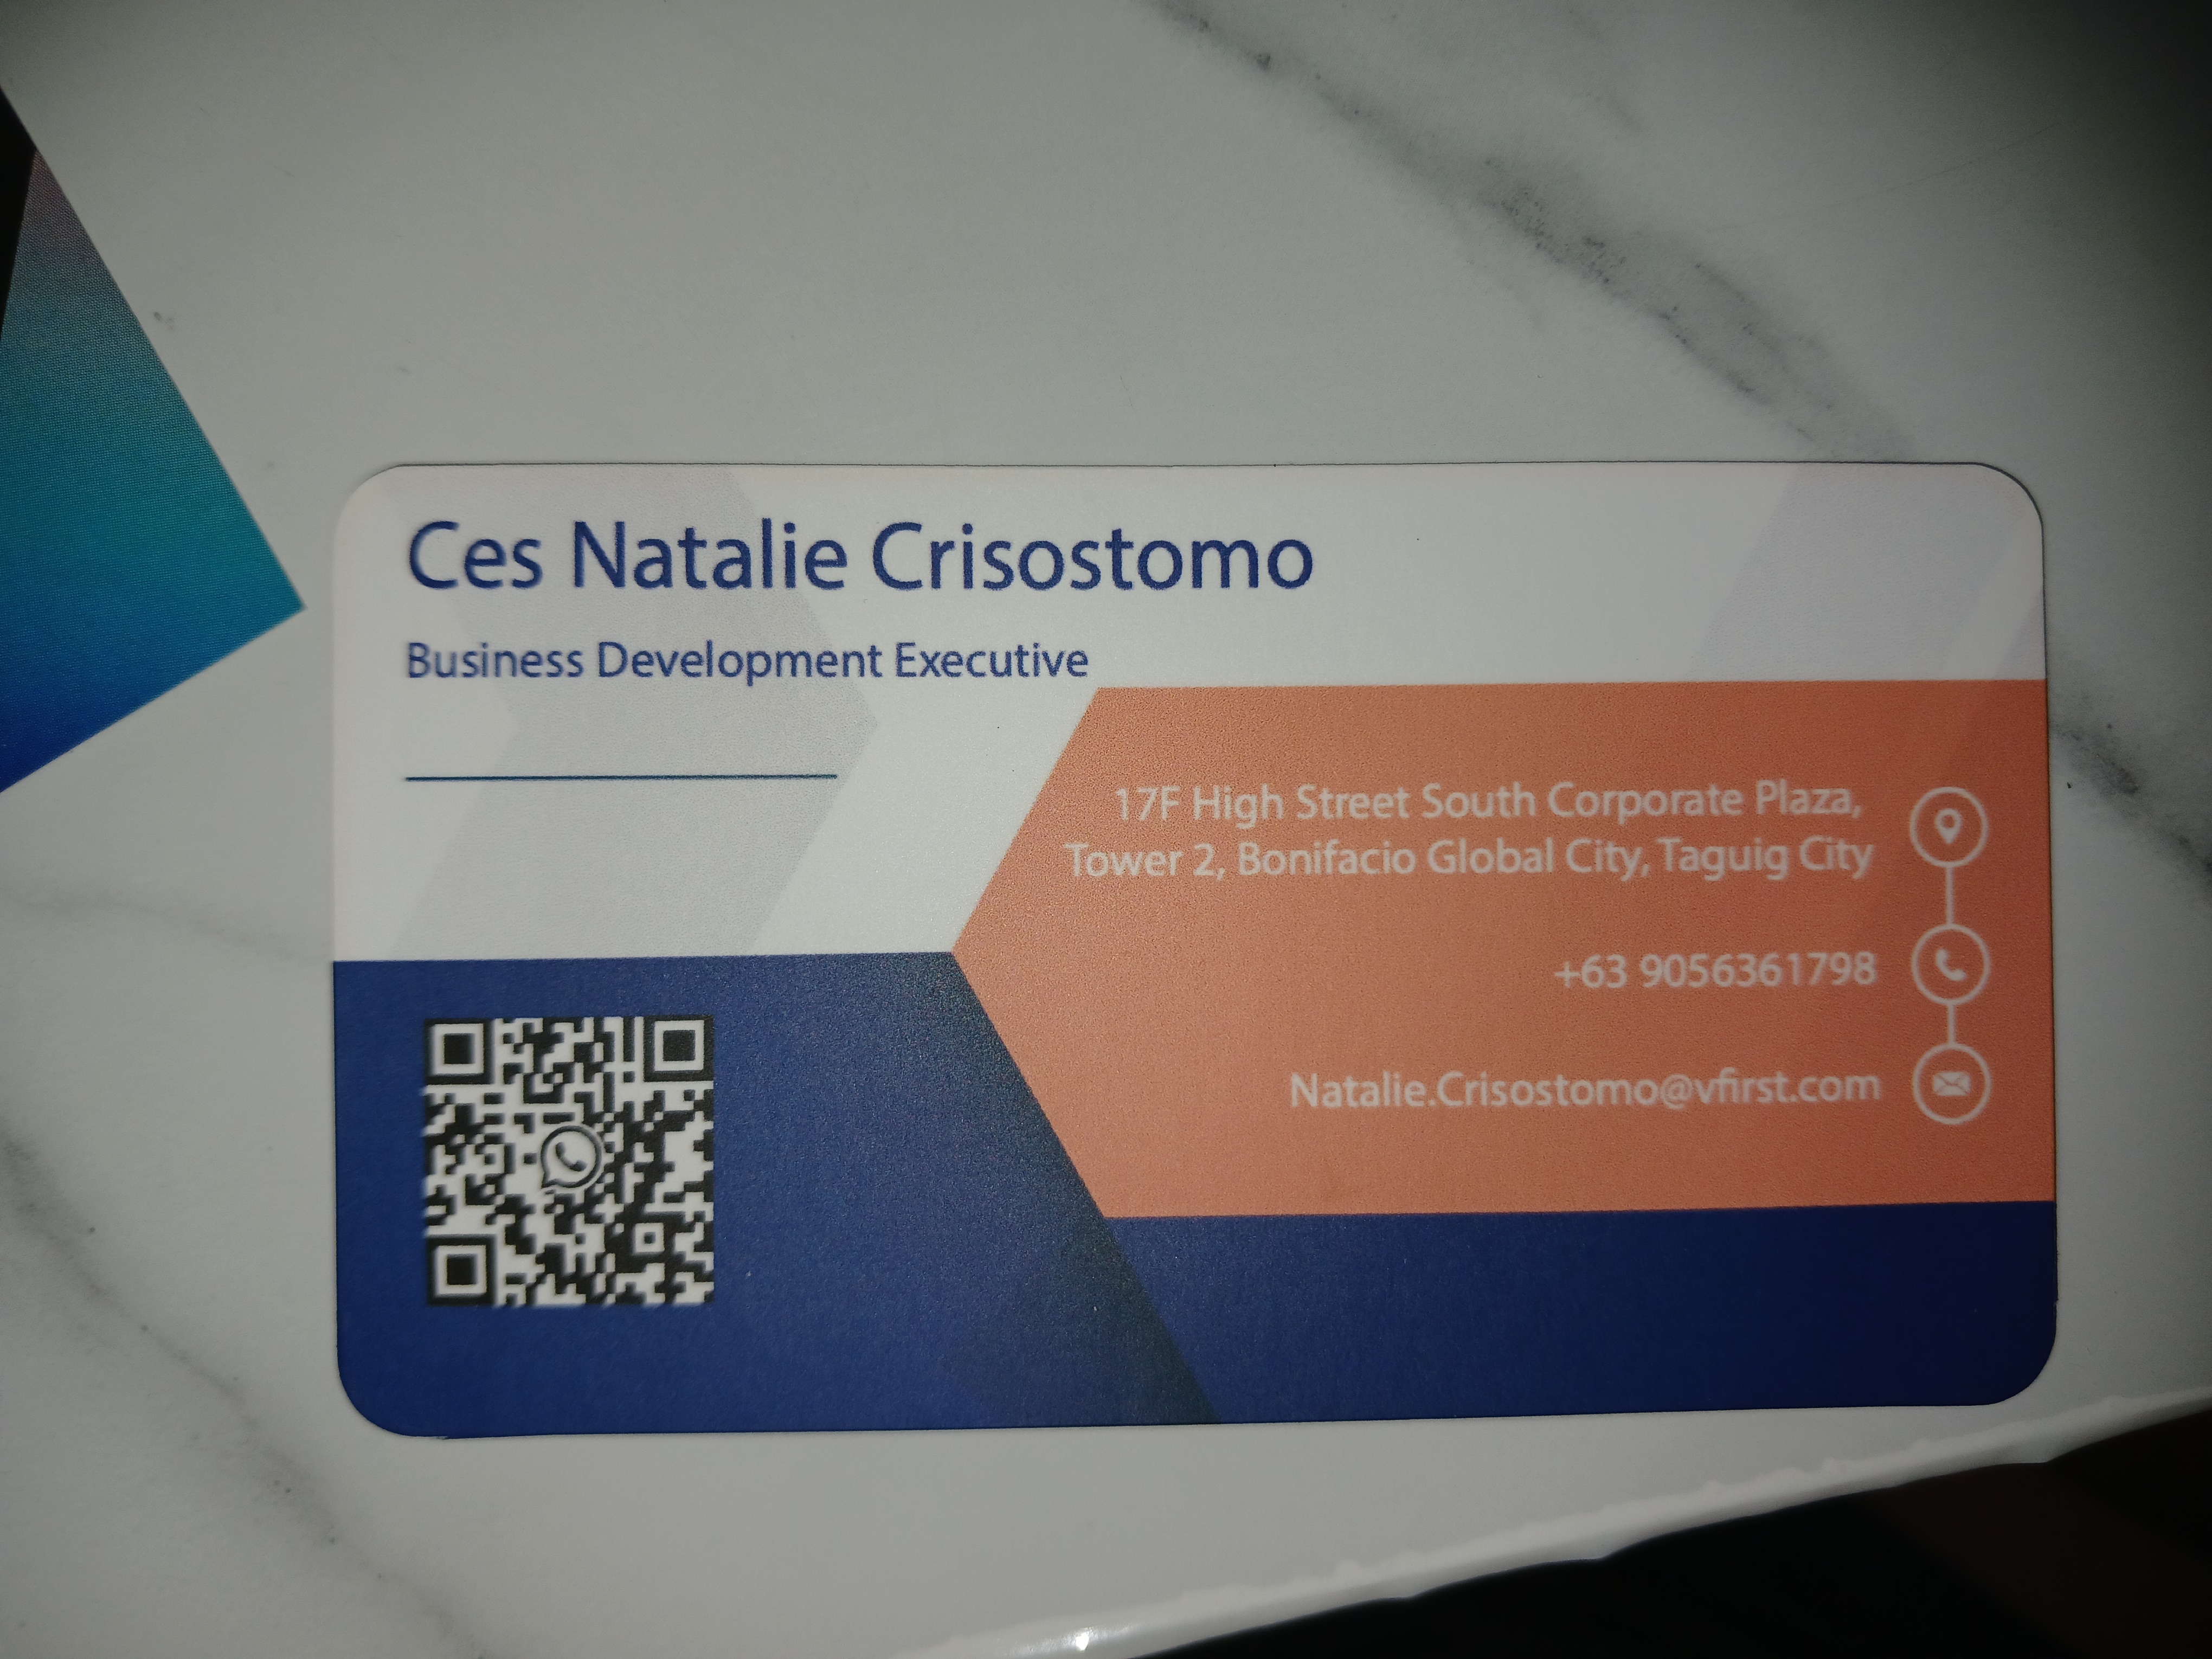 Ces Natalie Crisostomo
Business Development Executive
17F High Street South Corporate Plaza,
Tower 2, Bonifacio Global City, Taguig City
+63 9056361798
Natalie.Crisostomo@vfirst.com